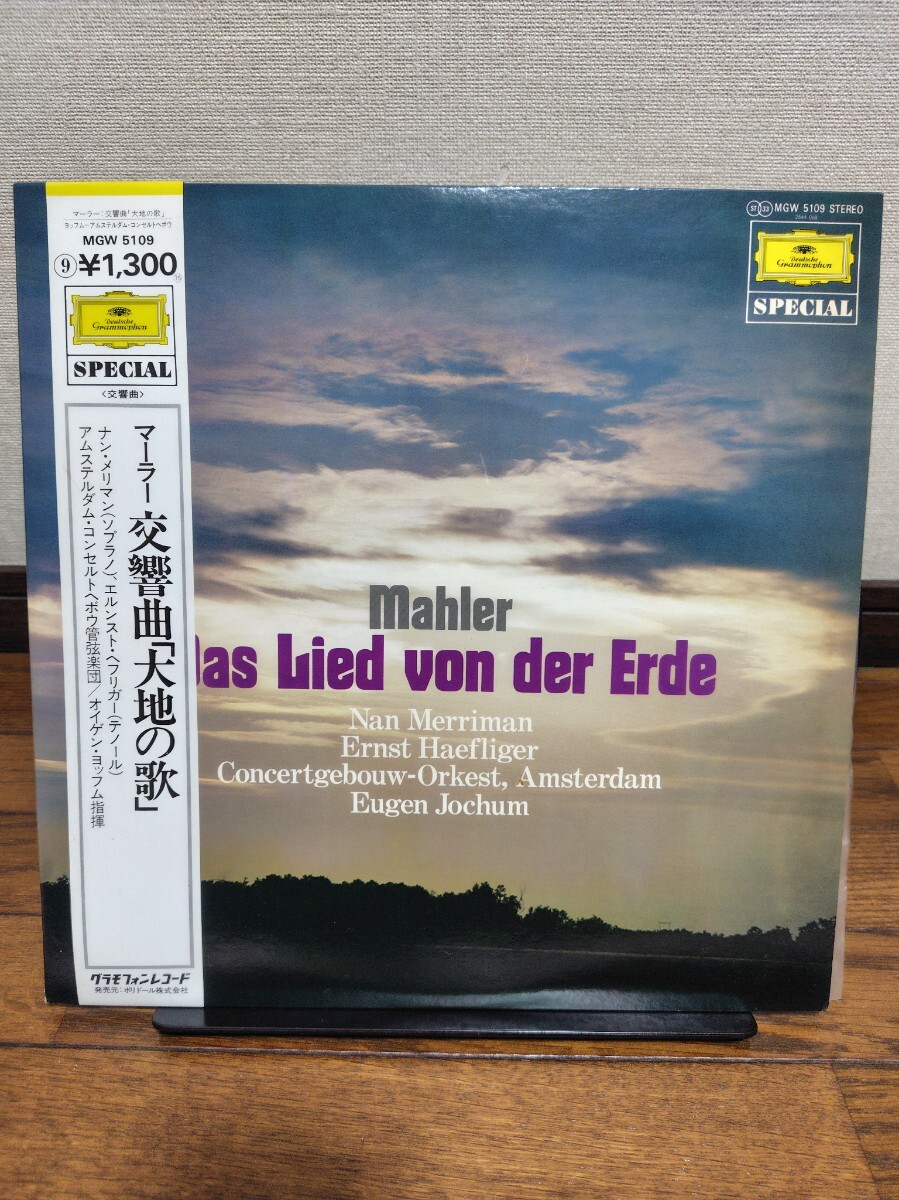 マーラー:交響曲「大地の歌」
ヨッフム=アムステルダム・コンセルトヘボウ
MGW 5109
⑨¥1,300
Deutsche
Grammophon
SPECIAL
〈交響曲〉
マーラー 交響曲「大地の歌」
ナン・メリマン(ソプラノ)、エルンスト・ヘフリガー(テノール)
アムステルダム・コンセルトヘボウ管弦楽団/オイゲン・ヨッフム指揮
グラモフォンレコード
発売元:ポリドール株式会社
ST 33 MGW 5109 STEREO
Deutsche
Grammophon
SPECIAL
Mahler
Das Lied von der Erde
Nan Merriman
Ernst Haefliger
Concertgebouw-Orkest, Amsterdam
Eugen Jochum